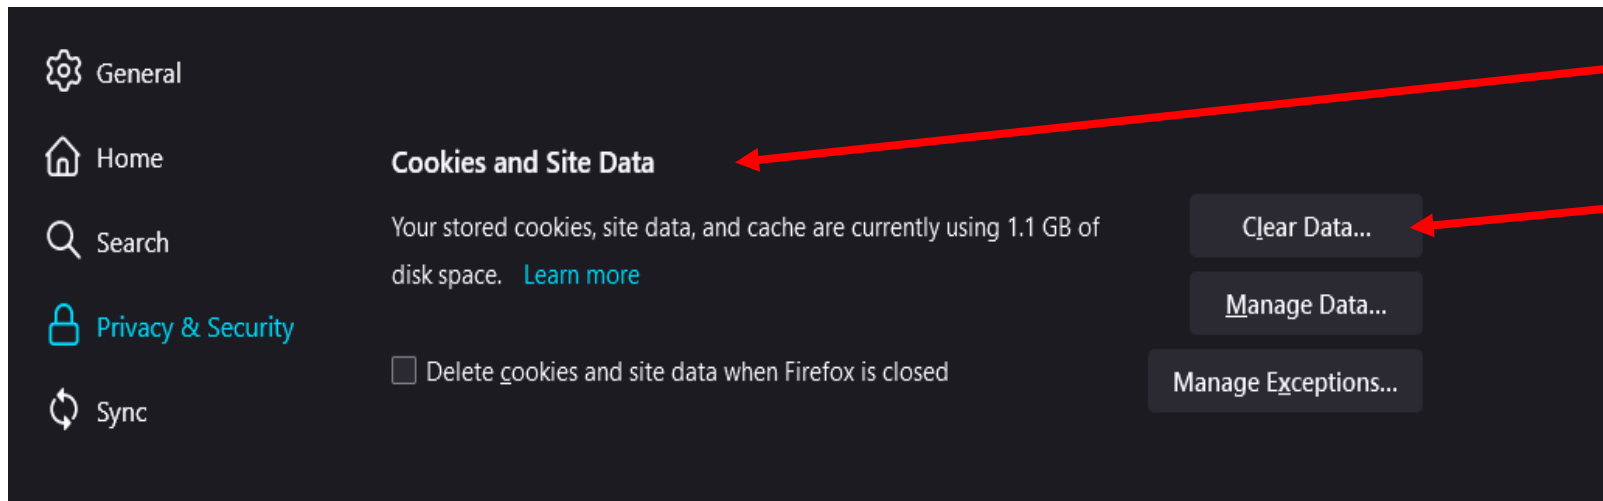 General
Home
Search
Privacy & Security
Sync
Cookies and Site Data
Your stored cookies, site data, and cache are currently using 1.1 GB of
disk space. Learn more
Delete cookies and site data when Firefox is closed
Clear Data...
Manage Data...
Manage Exceptions...